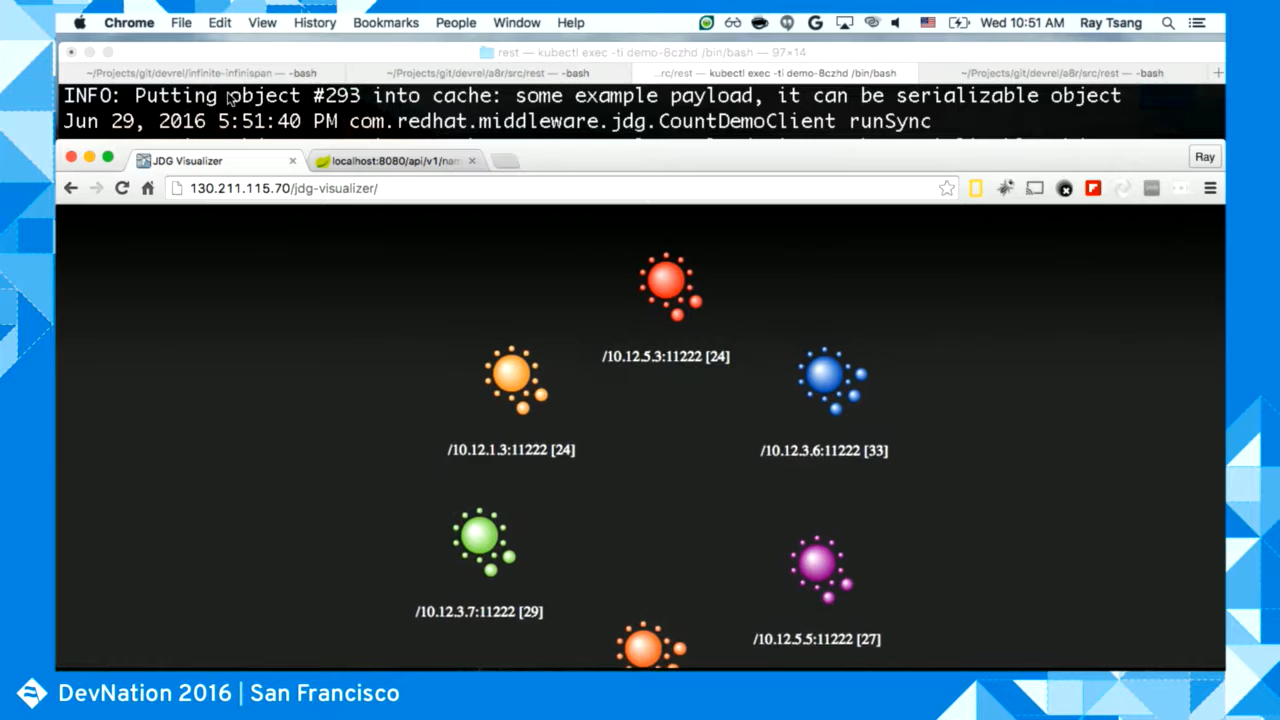 Chrome File Edit View History Bookmarks People Window Help Wed 10:51 AM Ray Tsang
rest — kubectl exec -ti demo-8czhd /bin/bash — 97×14
~/Projects/git/devrel/infinite-infinispan — -bash ~/Projects/git/devrel/a8r/src/rest — -bash ...rc/rest — kubectl exec -ti demo-8czhd /bin/bash ~/Projects/git/devrel/a8r/src/rest — -bash
INFO: Putting object #293 into cache: some example payload, it can be serializable object
Jun 29, 2016 5:51:40 PM com.redhat.middleware.jdg.CountDemoClient runSync
JDG Visualizer localhost:8080/api/v1/nam Ray
130.211.115.70/jdg-visualizer/
/10.12.5.3:11222 [24]
/10.12.1.3:11222 [24]
/10.12.3.6:11222 [33]
/10.12.3.7:11222 [29]
/10.12.5.5:11222 [27]
DevNation 2016 | San Francisco